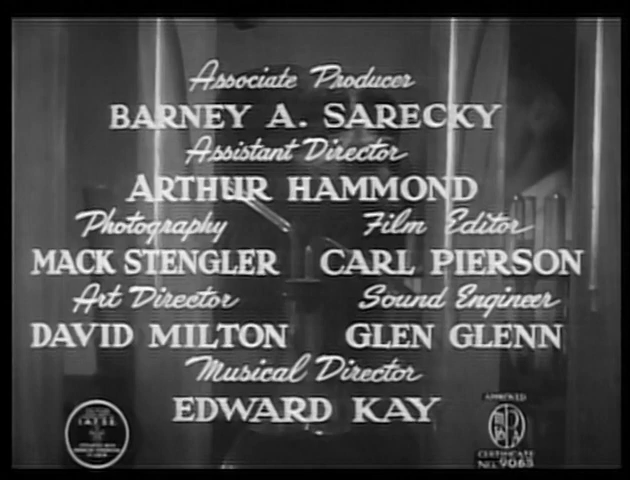 Associate Producer
BARNEY A. SARECKY
Assistant Director
ARTHUR HAMMOND
Photography Film Editor
MACK STENGLER CARL PIERSON
Art Director Sound Engineer
DAVID MILTON GLEN GLENN
Musical Director
EDWARD KAY
APPROVED
CERTIFICATE
No. 9063